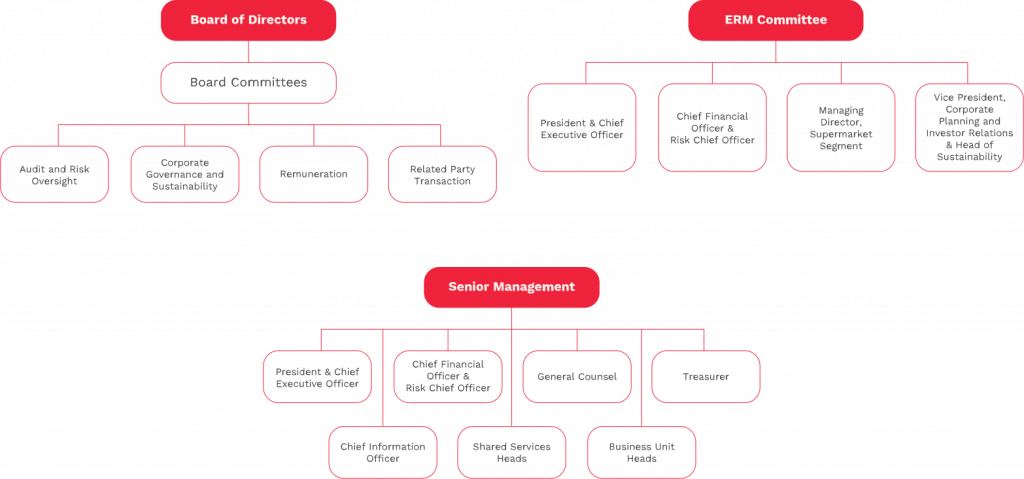 Board of Directors
Board Committees
Audit and Risk
Oversight
Corporate
Governance and
Sustainability
Remuneration
Related Party
Transaction
ERM Committee
President & Chief
Executive Officer
Chief Financial
Officer &
Risk Chief Officer
Managing
Director,
Supermarket
Segment
Vice President,
Corporate
Planning and
Investor Relations
& Head of
Sustainability
Senior Management
President & Chief
Executive Officer
Chief Financial
Officer &
Risk Chief Officer
General Counsel
Treasurer
Chief Information
Officer
Shared Services
Heads
Business Unit
Heads